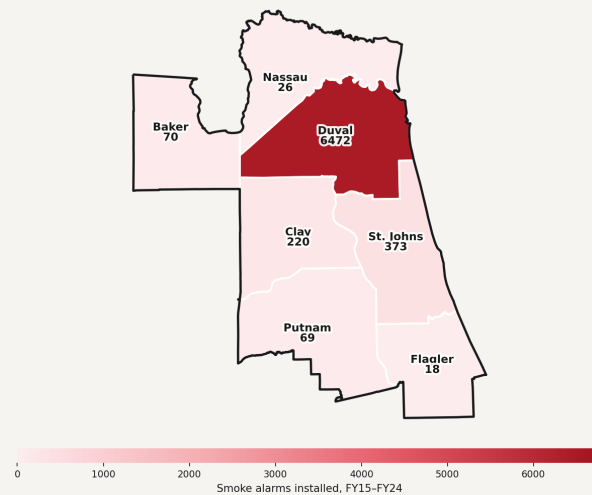 Nassau
26
Baker
70
Duval
6472
Clay
220
St. Johns
373
Putnam
69
Flagler
18
0 1000 2000 3000 4000 5000 6000
Smoke alarms installed, FY15–FY24